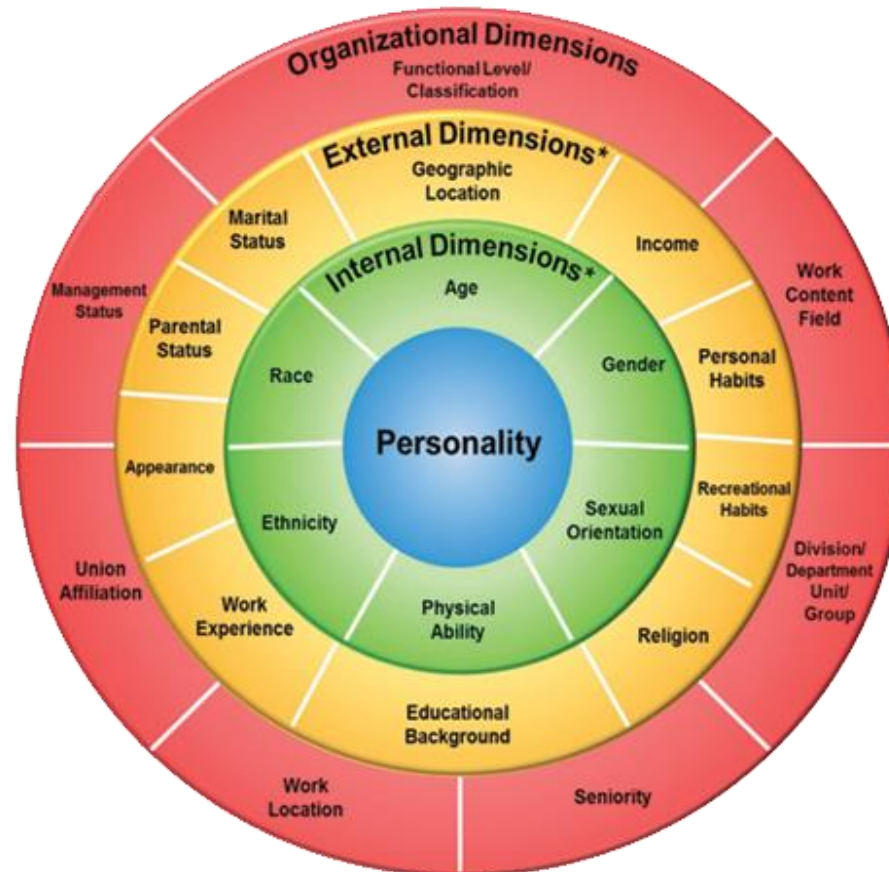 Organizational Dimensions
Functional Level/
Classification
Work
Content
Field
Division/
Department
Unit/
Group
Seniority
Work
Location
Union
Affiliation
Management
Status
External Dimensions*
Geographic
Location
Income
Personal
Habits
Recreational
Habits
Religion
Educational
Background
Work
Experience
Appearance
Parental
Status
Marital
Status
Internal Dimensions*
Age
Gender
Sexual
Orientation
Physical
Ability
Ethnicity
Race
Personality